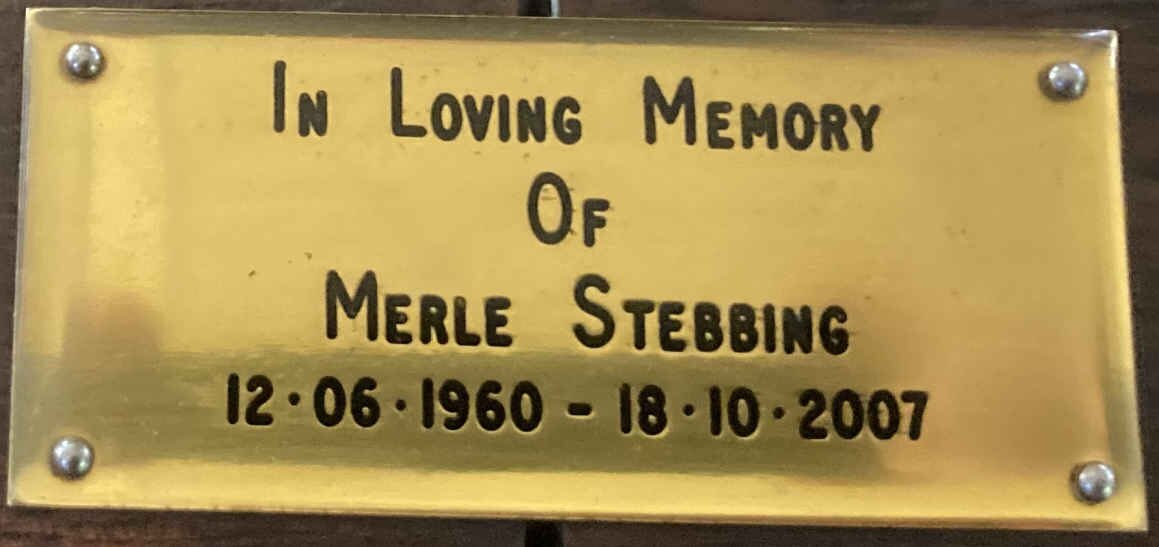 In Loving Memory
Of
Merle Stebbing
12·06·1960 - 18·10·2007